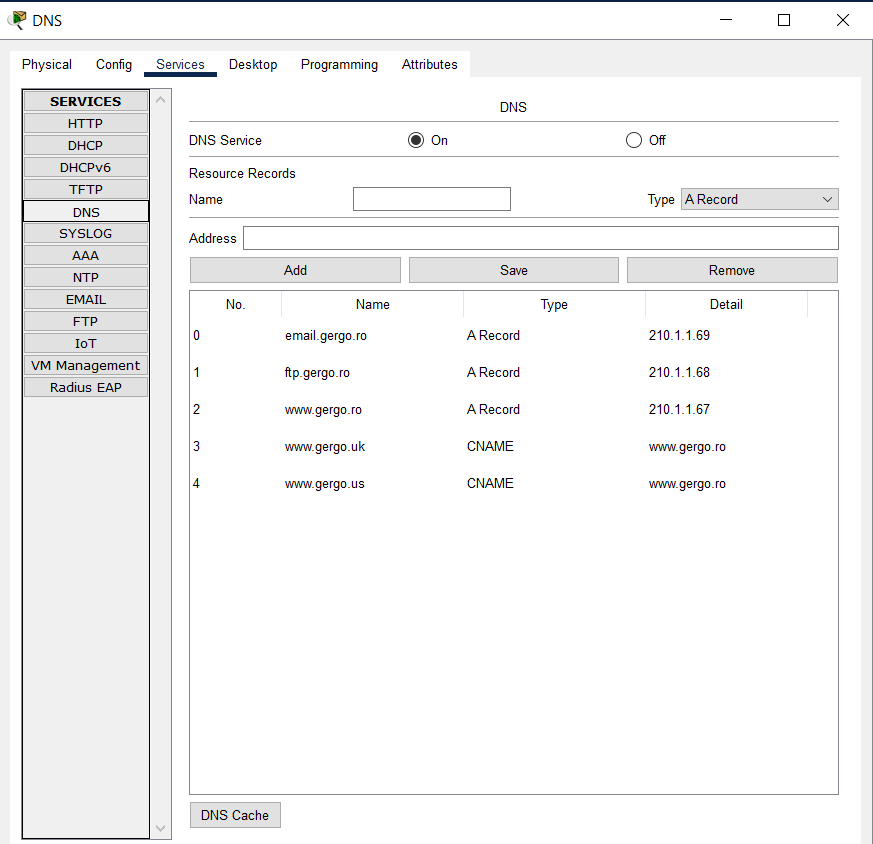 DNS
Physical Config Services Desktop Programming Attributes
SERVICES
HTTP
DHCP
DHCPv6
TFTP
DNS
SYSLOG
AAA
NTP
EMAIL
FTP
IoT
VM Management
Radius EAP
DNS
DNS Service On Off
Resource Records
Name Type A Record
Address
Add Save Remove
No. Name Type Detail
0 email.gergo.ro A Record 210.1.1.69
1 ftp.gergo.ro A Record 210.1.1.68
2 www.gergo.ro A Record 210.1.1.67
3 www.gergo.uk CNAME www.gergo.ro
4 www.gergo.us CNAME www.gergo.ro
DNS Cache